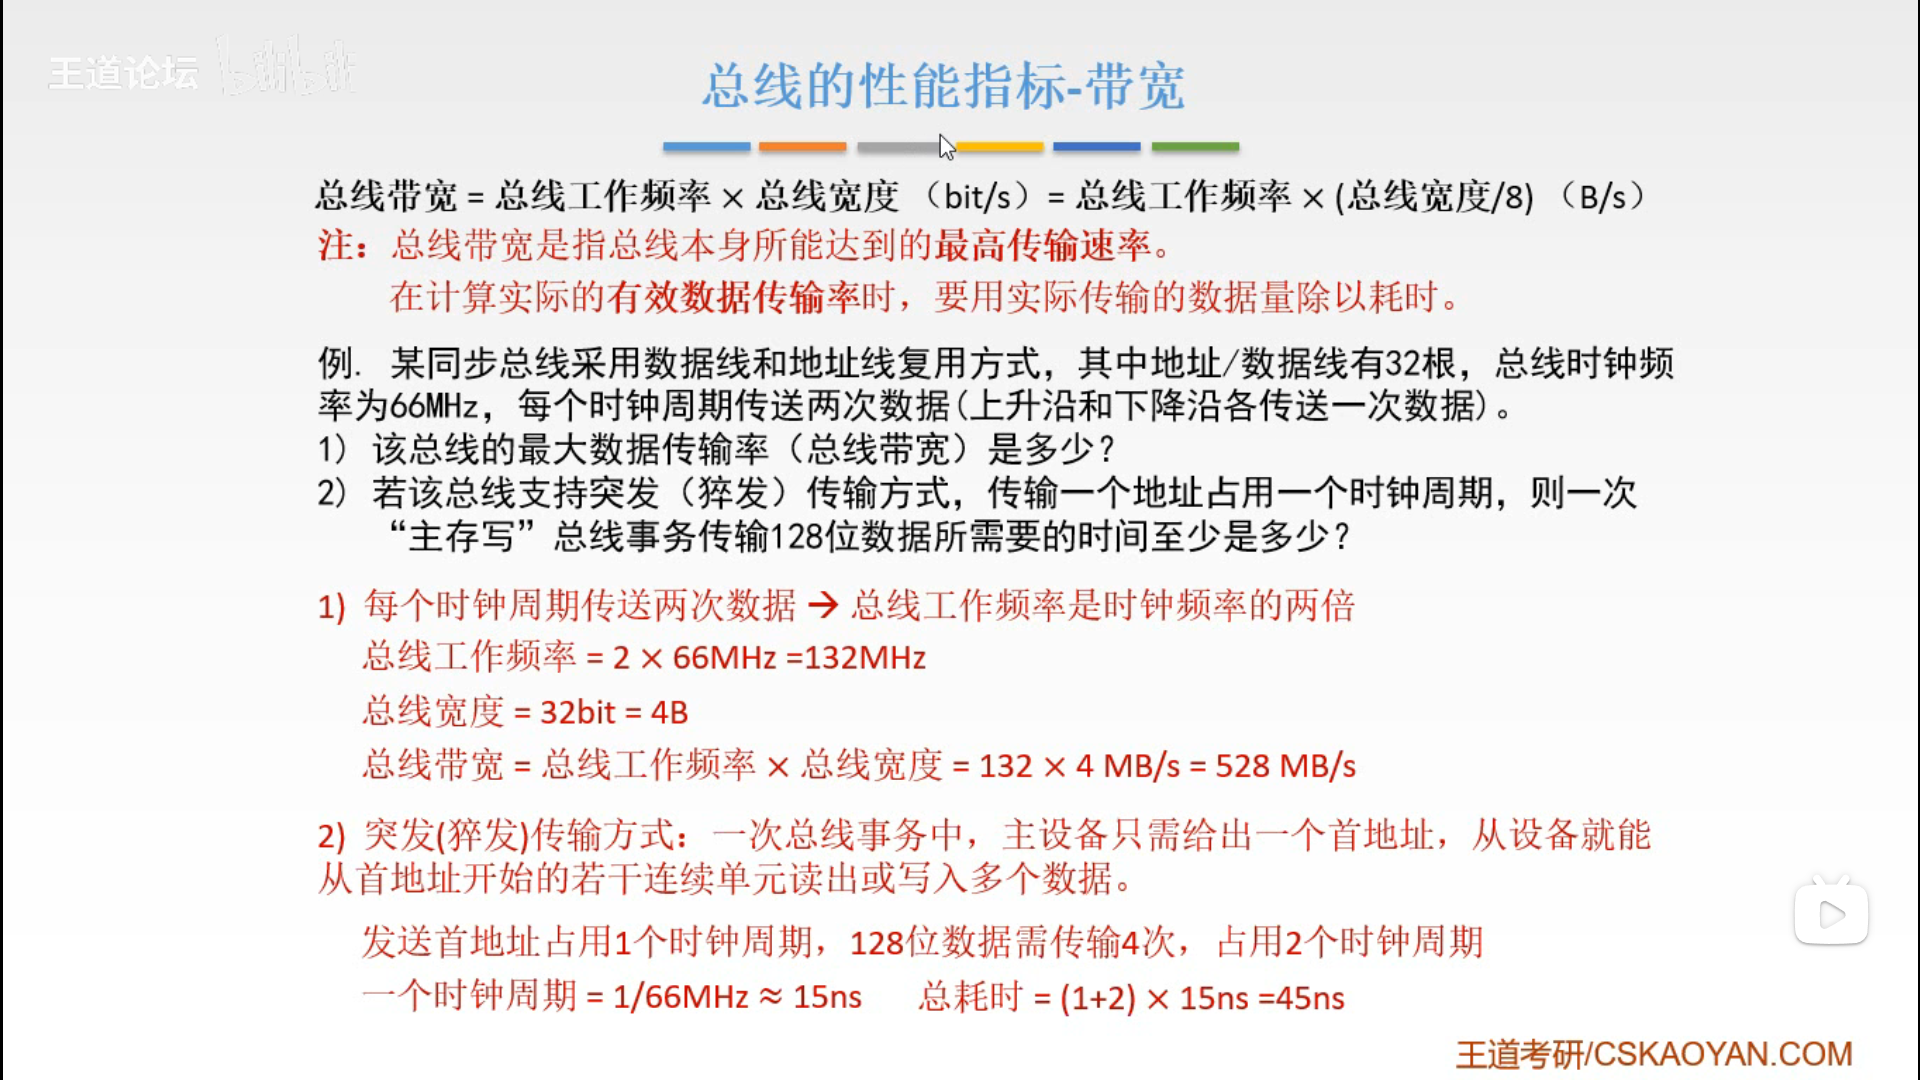 王道论坛 bilibili
总线的性能指标-带宽
总线带宽 = 总线工作频率 × 总线宽度 （bit/s）= 总线工作频率 × (总线宽度/8) （B/s）
注：总线带宽是指总线本身所能达到的最高传输速率。
在计算实际的有效数据传输率时，要用实际传输的数据量除以耗时。
例. 某同步总线采用数据线和地址线复用方式，其中地址/数据线有32根，总线时钟频
率为66MHz，每个时钟周期传送两次数据(上升沿和下降沿各传送一次数据)。
1) 该总线的最大数据传输率（总线带宽）是多少？
2) 若该总线支持突发（猝发）传输方式，传输一个地址占用一个时钟周期，则一次
“主存写”总线事务传输128位数据所需要的时间至少是多少？
1) 每个时钟周期传送两次数据 → 总线工作频率是时钟频率的两倍
总线工作频率 = 2 × 66MHz =132MHz
总线宽度 = 32bit = 4B
总线带宽 = 总线工作频率 × 总线宽度 = 132 × 4 MB/s = 528 MB/s
2) 突发(猝发)传输方式：一次总线事务中，主设备只需给出一个首地址，从设备就能
从首地址开始的若干连续单元读出或写入多个数据。
发送首地址占用1个时钟周期，128位数据需传输4次，占用2个时钟周期
一个时钟周期 = 1/66MHz ≈ 15ns 总耗时 = (1+2) × 15ns =45ns
王道考研/CSKAOYAN.COM